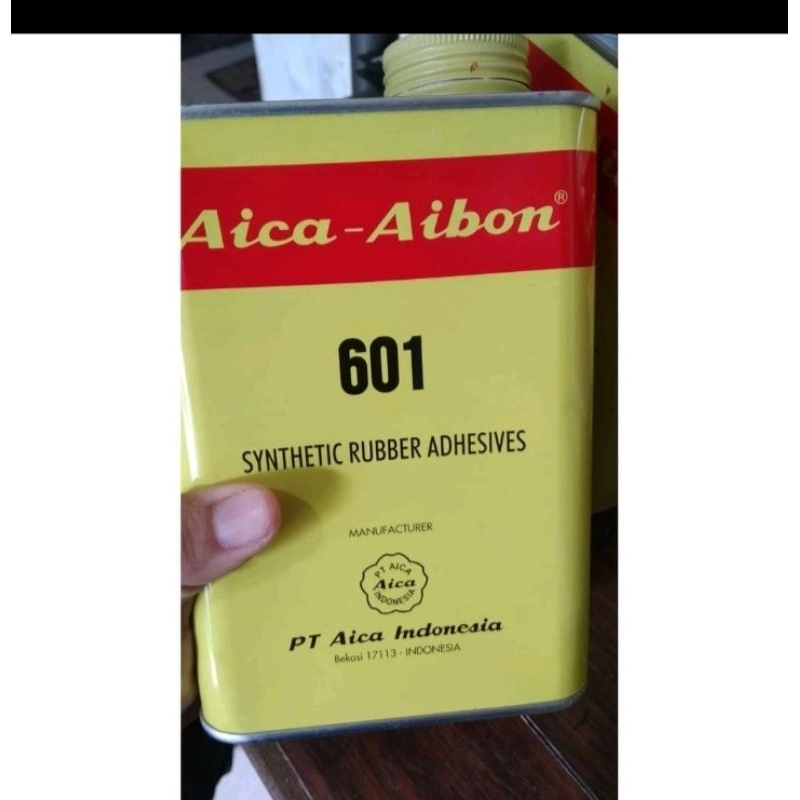 Aica-Aibon®
601
SYNTHETIC RUBBER ADHESIVES
MANUFACTURER
PT AICA
Aica
INDONESIA
PT Aica Indonesia
Bekasi 17113 - INDONESIA